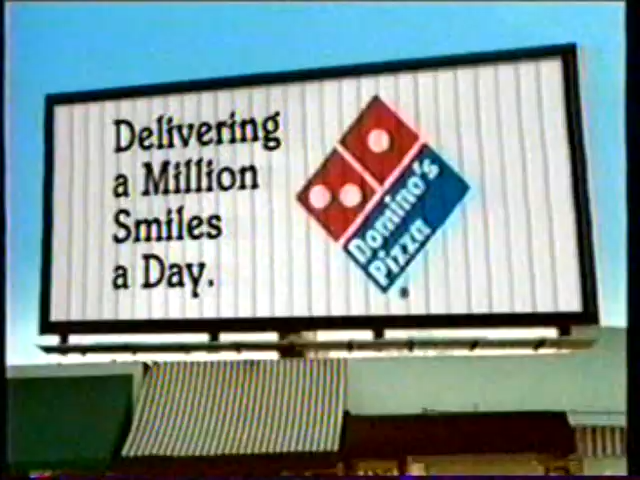 Delivering
a Million
Smiles
a Day.
Domino's
Pizza